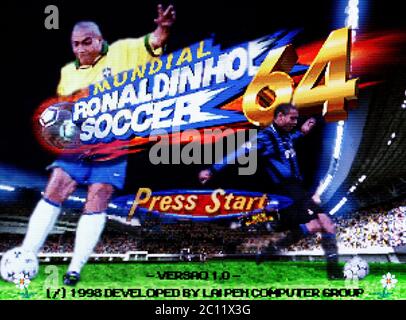 MUNDIAL
RONALDINHO
SOCCER
64
Press Start
- VERSAO 1.0 -
[/] 1998 DEVELOPED BY LAI PEH COMPUTER GROUP